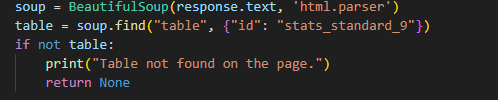 soup = BeautifulSoup(response.text, 'html.parser')
table = soup.find("table", {"id": "stats_standard_9"})
if not table:
    print("Table not found on the page.")
    return None